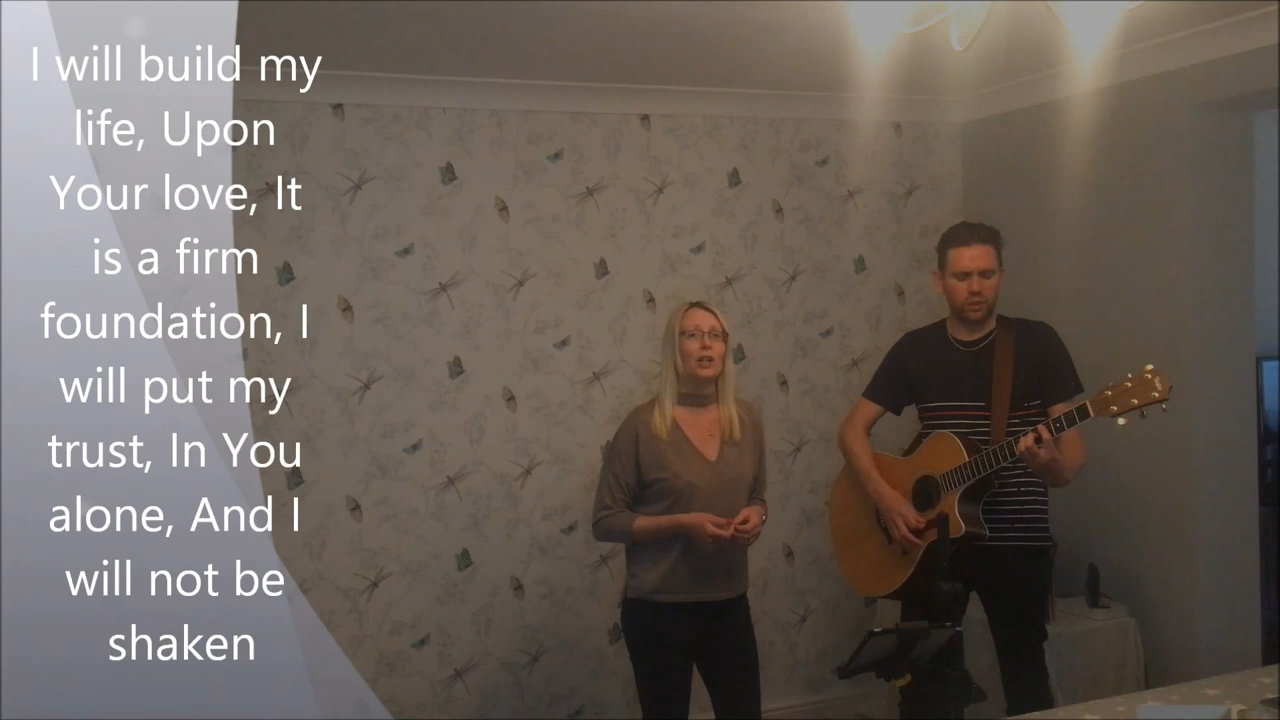 I will build my
life, Upon
Your love, It
is a firm
foundation, I
will put my
trust, In You
alone, And I
will not be
shaken